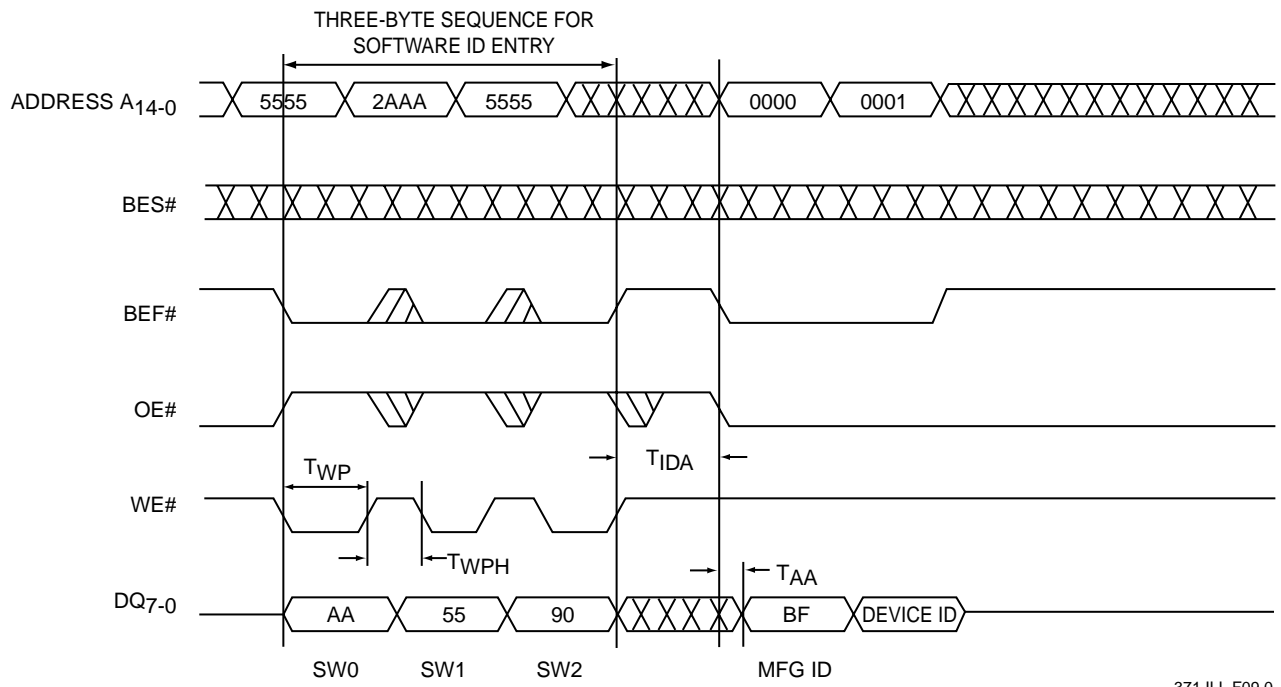 THREE-BYTE SEQUENCE FOR
SOFTWARE ID ENTRY
ADDRESS A14-0
5555
2AAA
5555
0000
0001
BES#
BEF#
OE#
TIDA
TWP
WE#
TWPH
TAA
DQ7-0
AA
55
90
BF
DEVICE ID
SW0
SW1
SW2
MFG ID